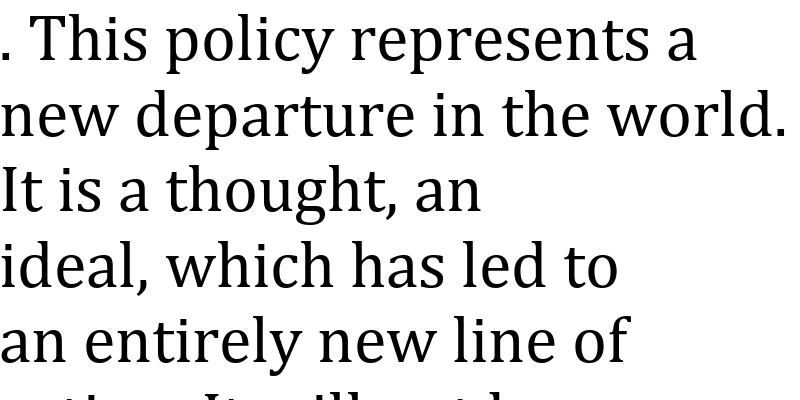 . This policy represents a
new departure in the world.
It is a thought, an
ideal, which has led to
an entirely new line of